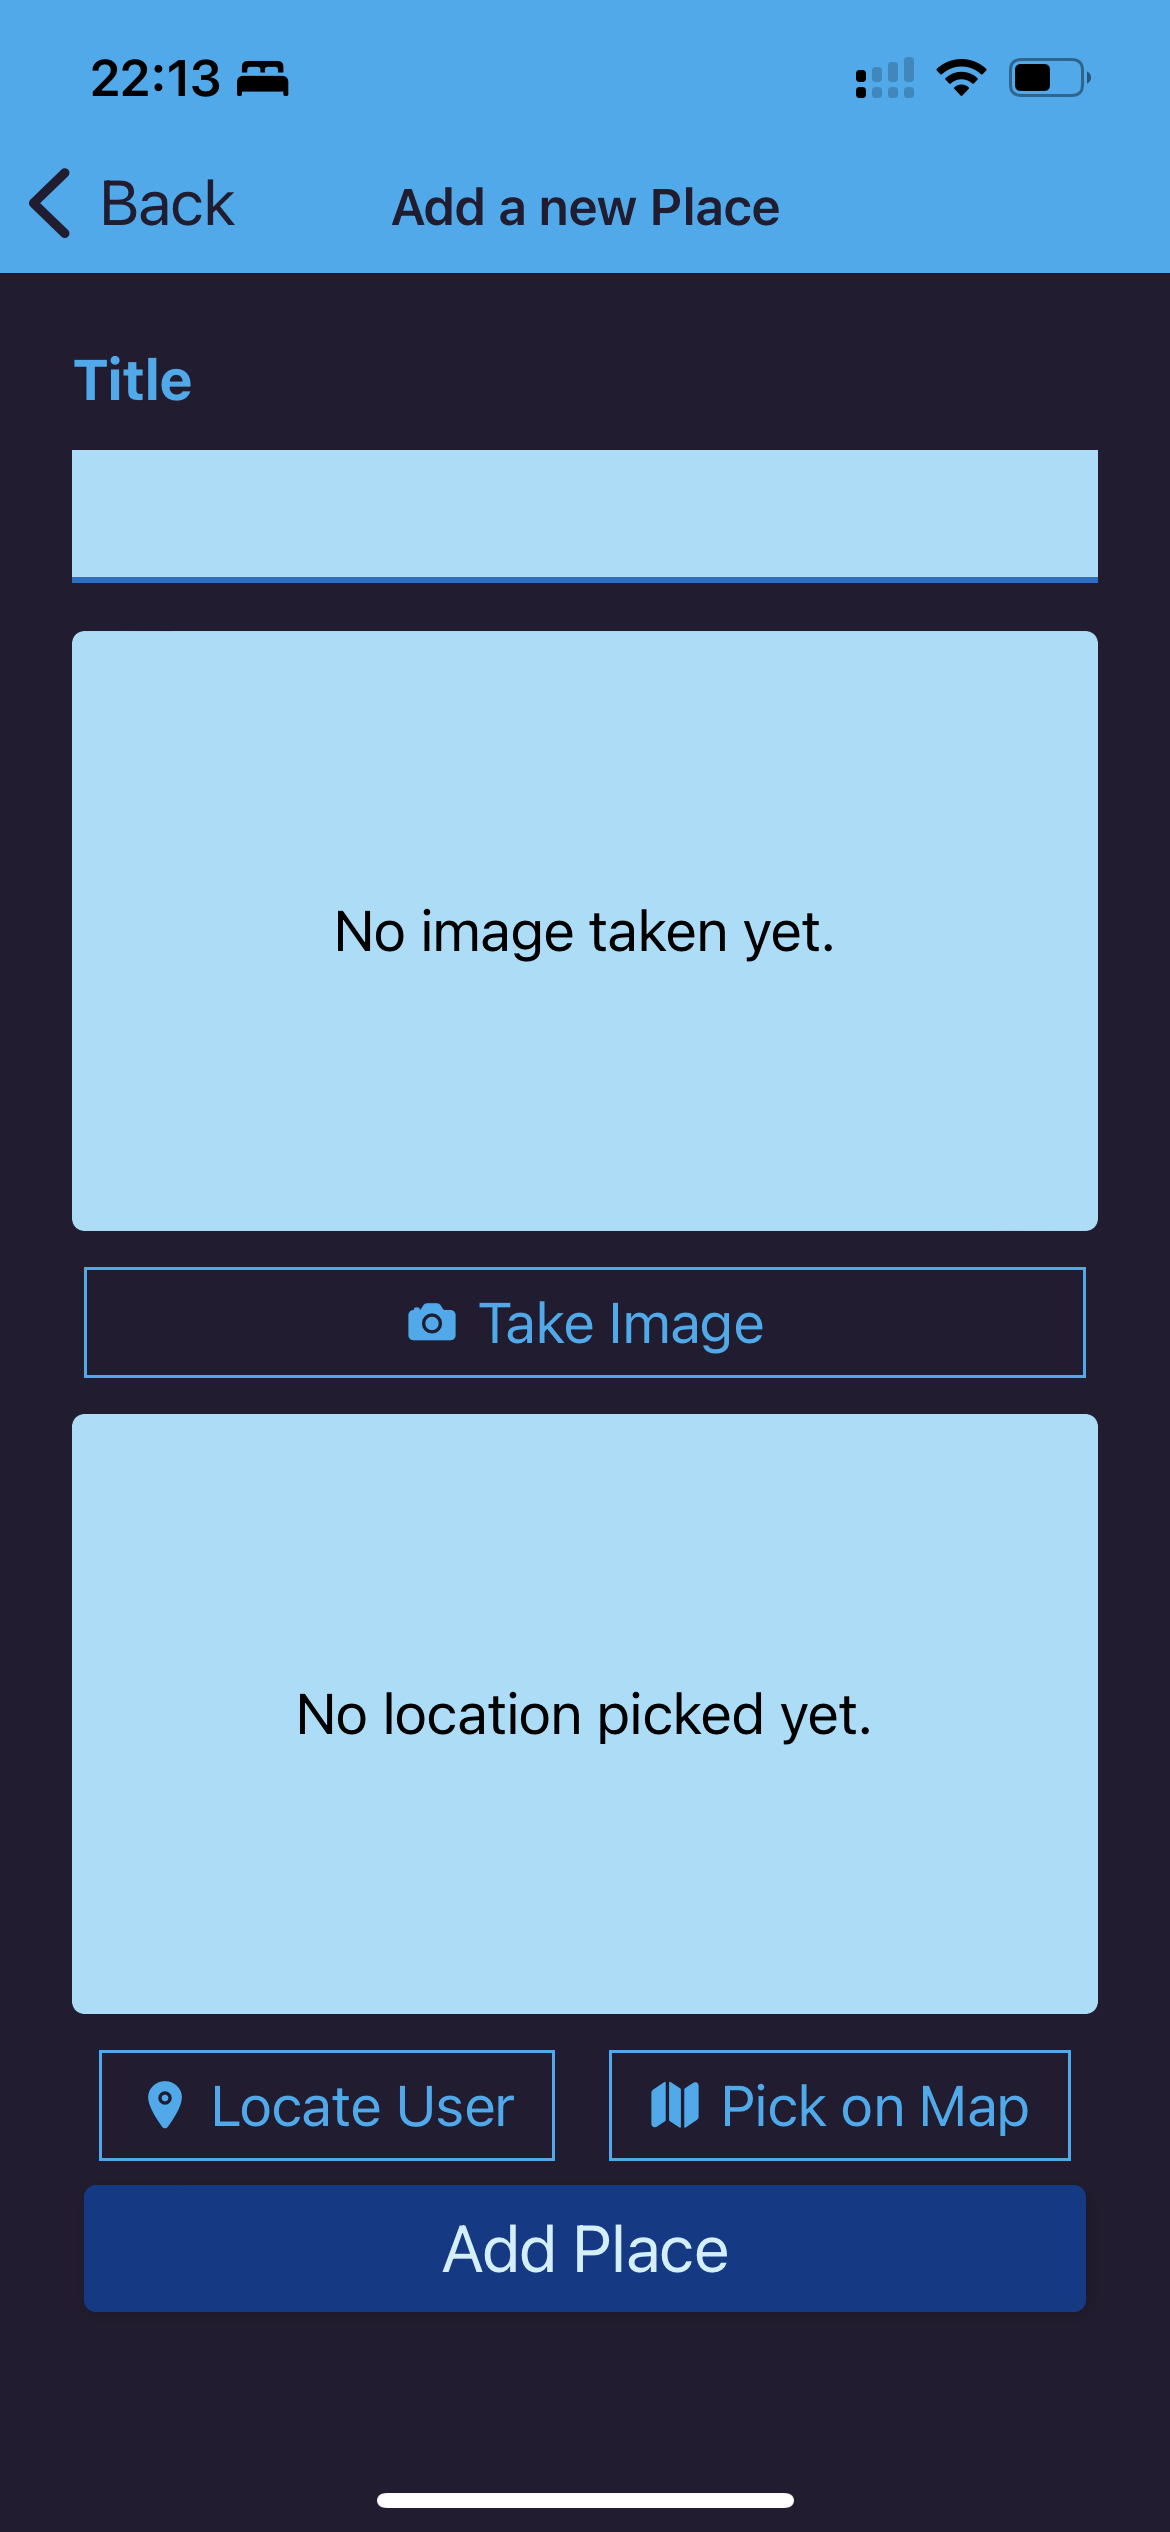 22:13
Back
Add a new Place
Title
No image taken yet.
Take Image
No location picked yet.
Locate User
Pick on Map
Add Place